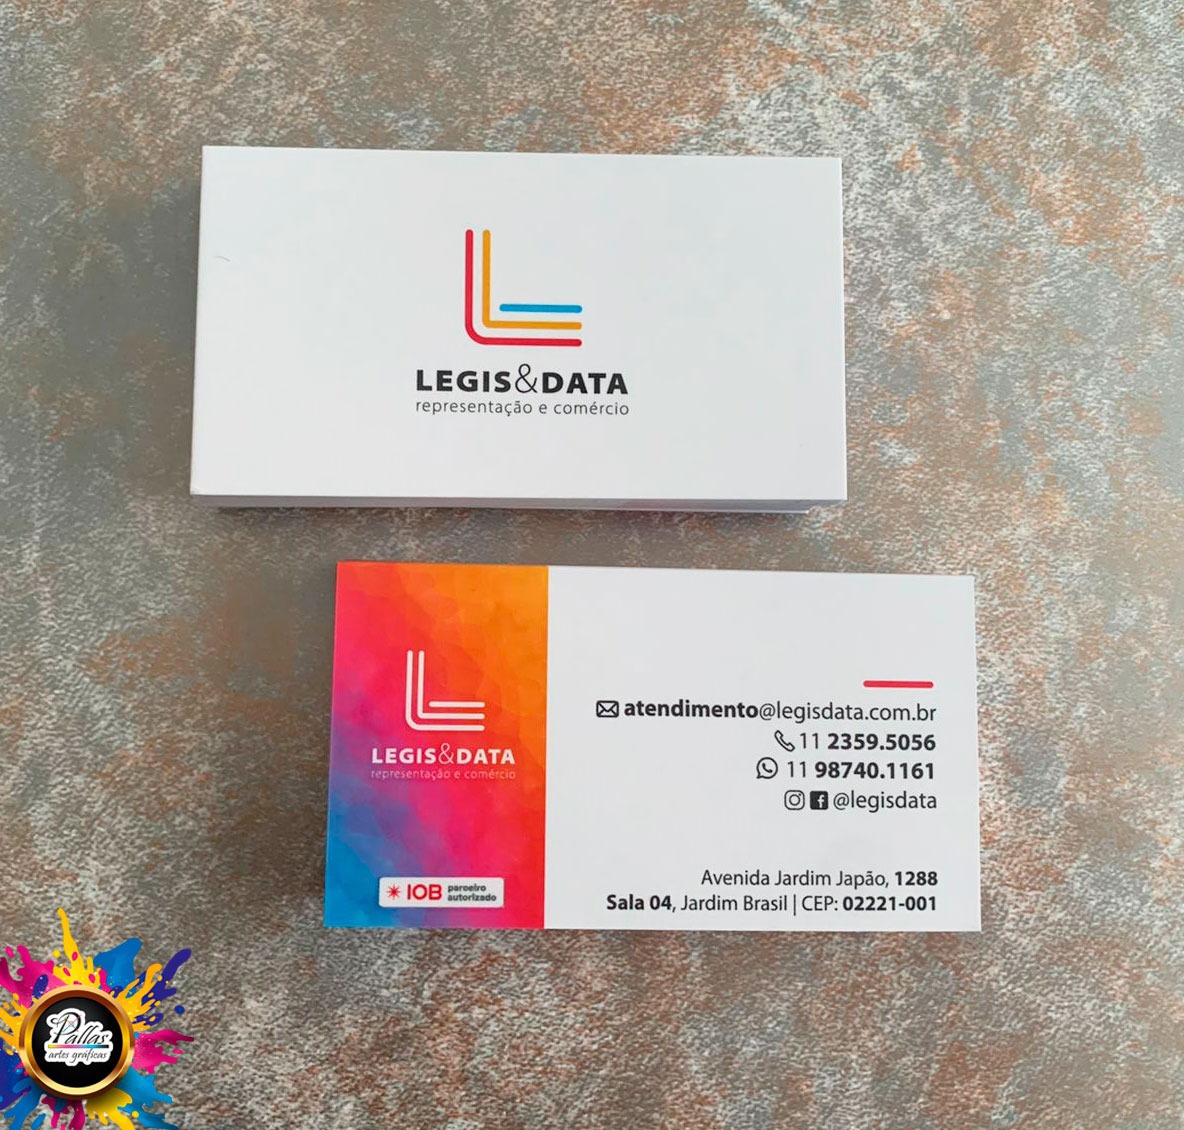 LEGIS&DATA
representação e comércio
LEGIS&DATA
representação e comércio
IOB parceiro
autorizado
atendimento@legisdata.com.br
11 2359.5056
11 98740.1161
@legisdata
Avenida Jardim Japão, 1288
Sala 04, Jardim Brasil | CEP: 02221-001
Pallas
artes gráficas